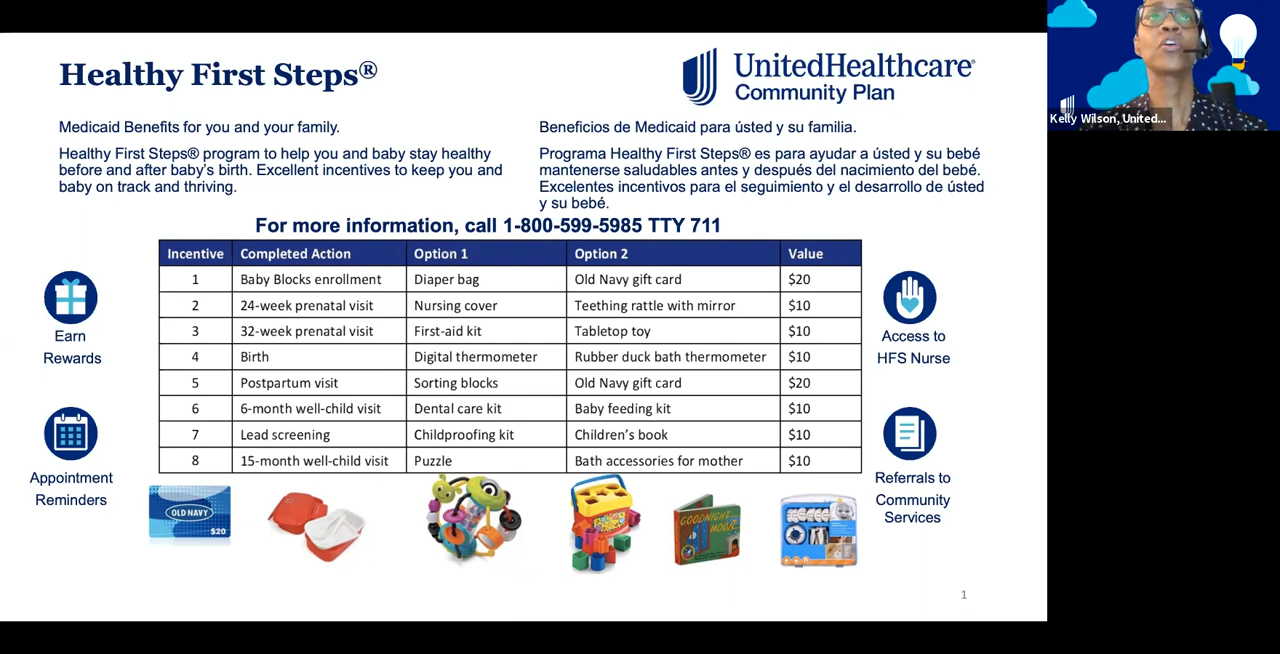 Healthy First Steps®
UnitedHealthcare®
Community Plan
Medicaid Benefits for you and your family.
Healthy First Steps® program to help you and baby stay healthy
before and after baby's birth. Excellent incentives to keep you and
baby on track and thriving.
Beneficios de Medicaid para ústed y su familia.
Programa Healthy First Steps® es para ayudar a ústed y su bebé
mantenerse saludables antes y después del nacimiento del bebé.
Excelentes incentivos para el seguimiento y el desarrollo de ústed
y su bebé.
For more information, call 1-800-599-5985 TTY 711
Incentive Completed Action Option 1 Option 2 Value
1 Baby Blocks enrollment Diaper bag Old Navy gift card $20
2 24-week prenatal visit Nursing cover Teething rattle with mirror $10
3 32-week prenatal visit First-aid kit Tabletop toy $10
4 Birth Digital thermometer Rubber duck bath thermometer $10
5 Postpartum visit Sorting blocks Old Navy gift card $20
6 6-month well-child visit Dental care kit Baby feeding kit $10
7 Lead screening Childproofing kit Children's book $10
8 15-month well-child visit Puzzle Bath accessories for mother $10
Earn
Rewards
Appointment
Reminders
Access to
HFS Nurse
Referrals to
Community
Services
OLD NAVY
$20
GOODNIGHT
MOON
1
Kelly Wilson, United...